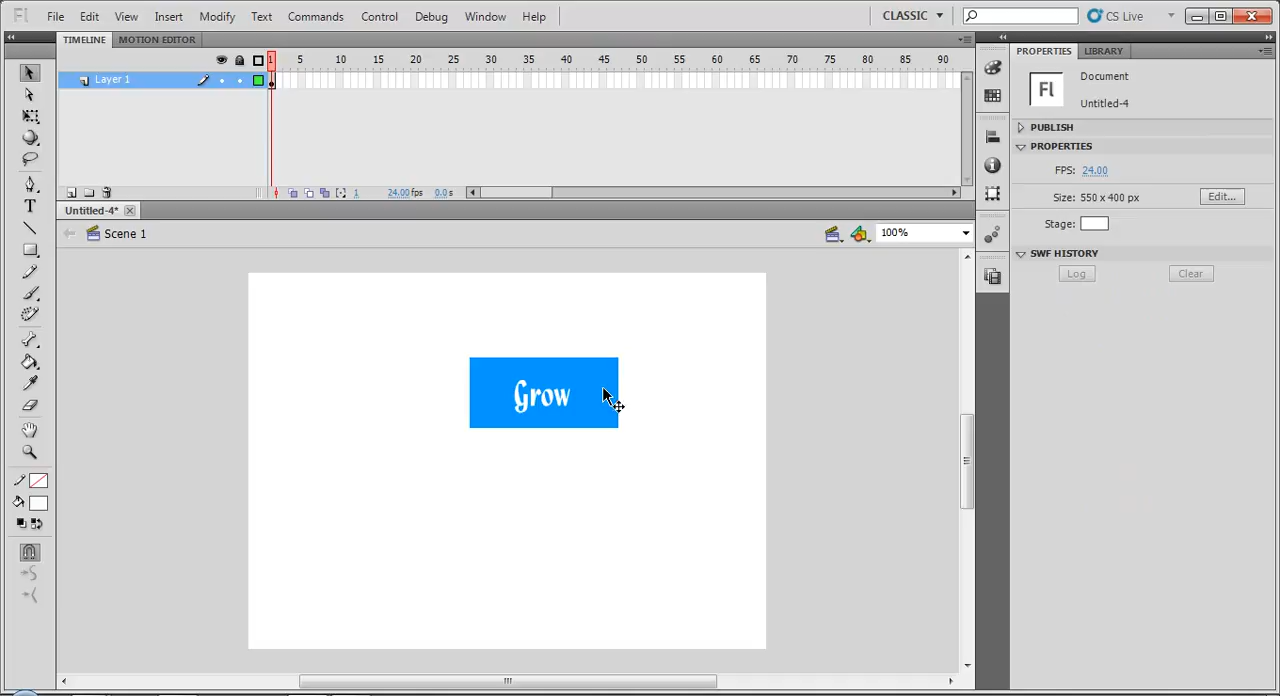 Fl File Edit View Insert Modify Text Commands Control Debug Window Help CLASSIC CS Live
TIMELINE MOTION EDITOR
1 5 10 15 20 25 30 35 40 45 50 55 60 65 70 75 80 85 90
Layer 1
1 24.00 fps 0.0 s
Untitled-4*
Scene 1 100%
Grow
PROPERTIES LIBRARY
Fl Document
Untitled-4
PUBLISH
PROPERTIES
FPS: 24.00
Size: 550 x 400 px Edit...
Stage:
SWF HISTORY
Log Clear